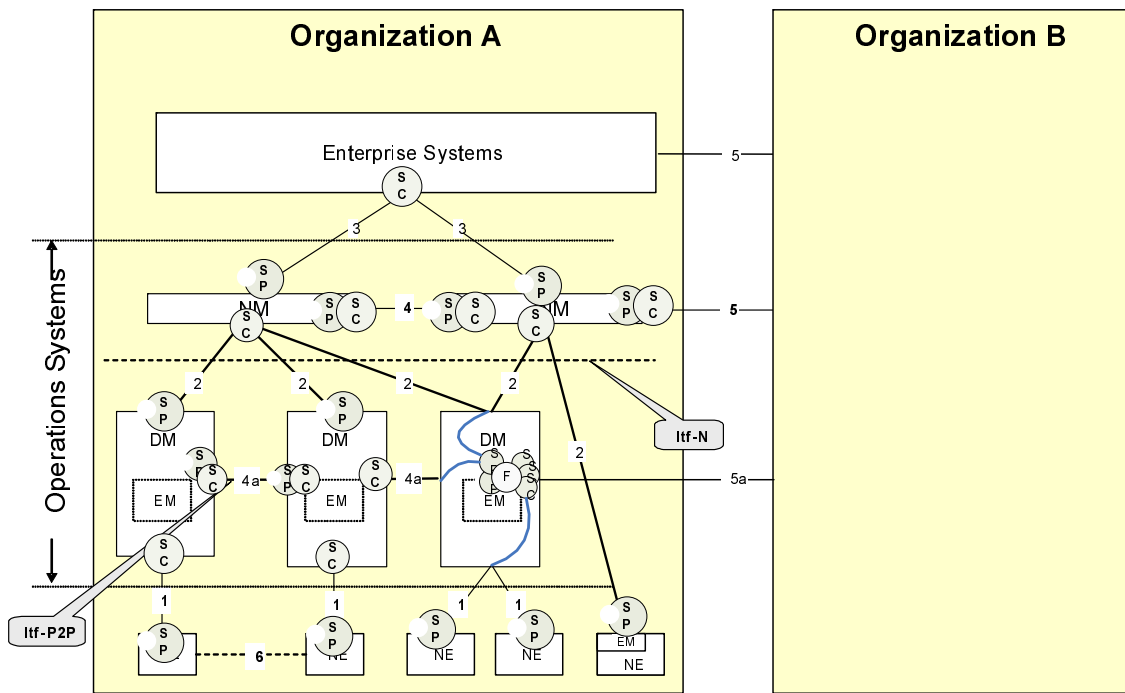 Organization A
Organization B
Enterprise Systems
5
S
C
3
3
Operations Systems
S
P
S
P
NM
S
P
S
C
4
S
P
S
C
S
P
S
C
5
S
C
S
C
2
2
2
2
Itf-N
S
P
S
P
DM
DM
DM
2
S
P
S
C
4a
S
P
S
C
S
C
4a
F
5a
EM
EM
EM
S
C
S
C
1
1
1
1
S
P
S
P
S
P
S
P
S
P
Itf-P2P
6
NE
NE
NE
EM
NE